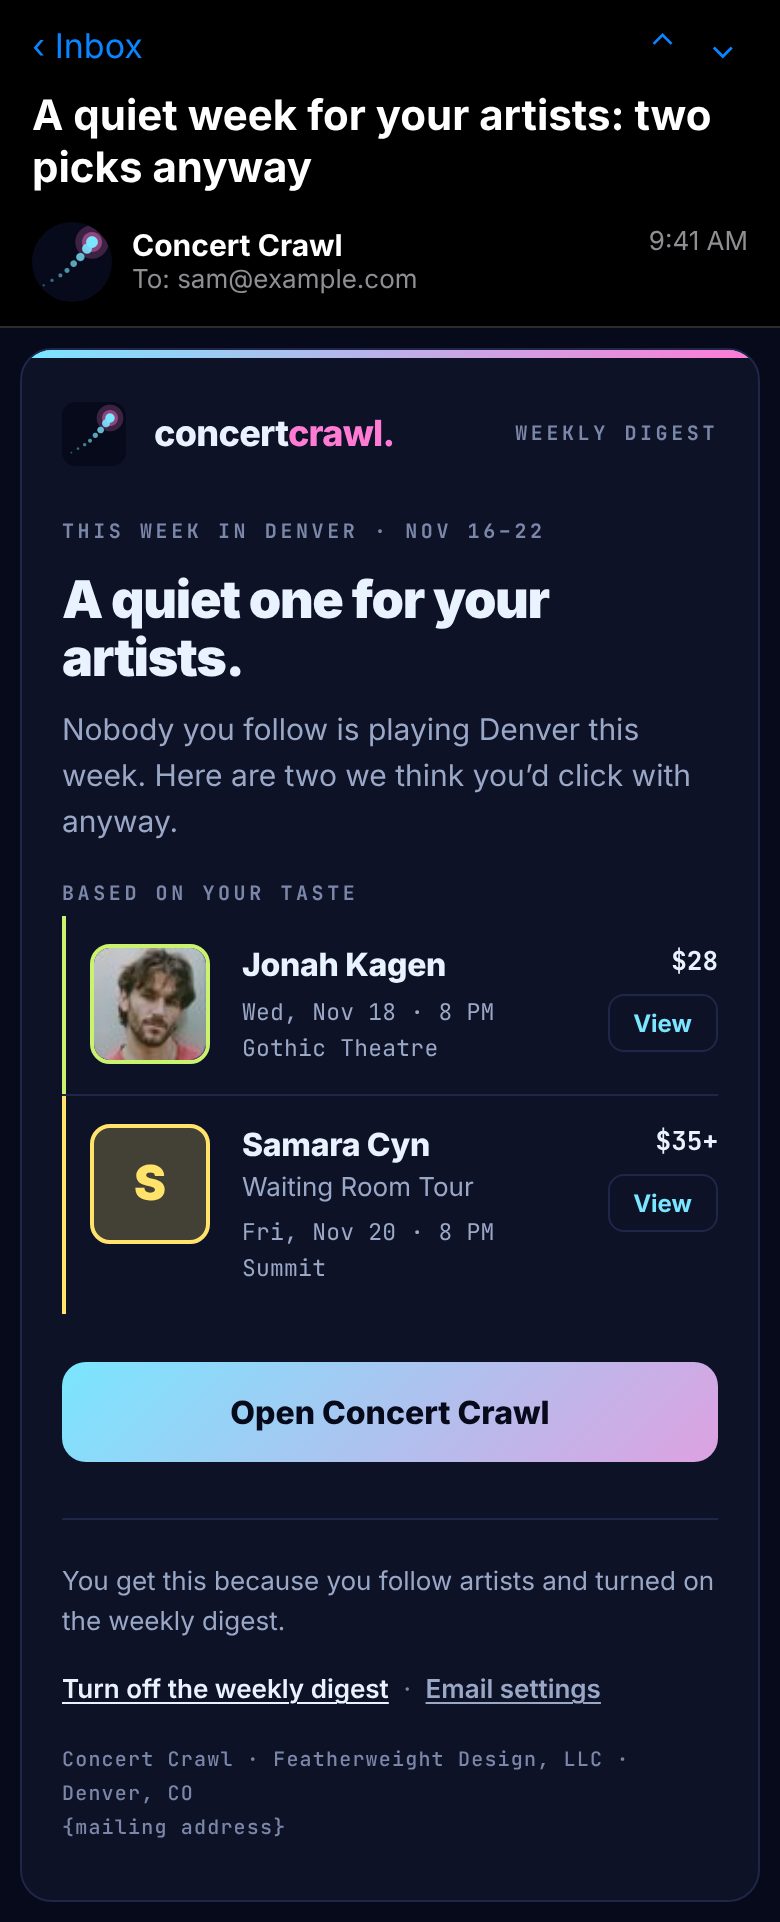 ‹ Inbox
A quiet week for your artists: two
picks anyway
Concert Crawl
9:41 AM
To: sam@example.com
concertcrawl.
WEEKLY DIGEST
THIS WEEK IN DENVER · NOV 16–22
A quiet one for your
artists.
Nobody you follow is playing Denver this
week. Here are two we think you’d click with
anyway.
BASED ON YOUR TASTE
Jonah Kagen
$28
Wed, Nov 18 · 8 PM
View
Gothic Theatre
S
Samara Cyn
$35+
Waiting Room Tour
View
Fri, Nov 20 · 8 PM
Summit
Open Concert Crawl
You get this because you follow artists and turned on
the weekly digest.
Turn off the weekly digest · Email settings
Concert Crawl · Featherweight Design, LLC ·
Denver, CO
{mailing address}